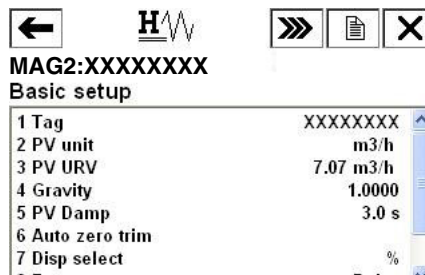 H
MAG2:XXXXXXXX
Basic setup
1 Tag XXXXXXXX
2 PV unit m3/h
3 PV URV 7.07 m3/h
4 Gravity 1.0000
5 PV Damp 3.0 s
6 Auto zero trim
7 Disp select %